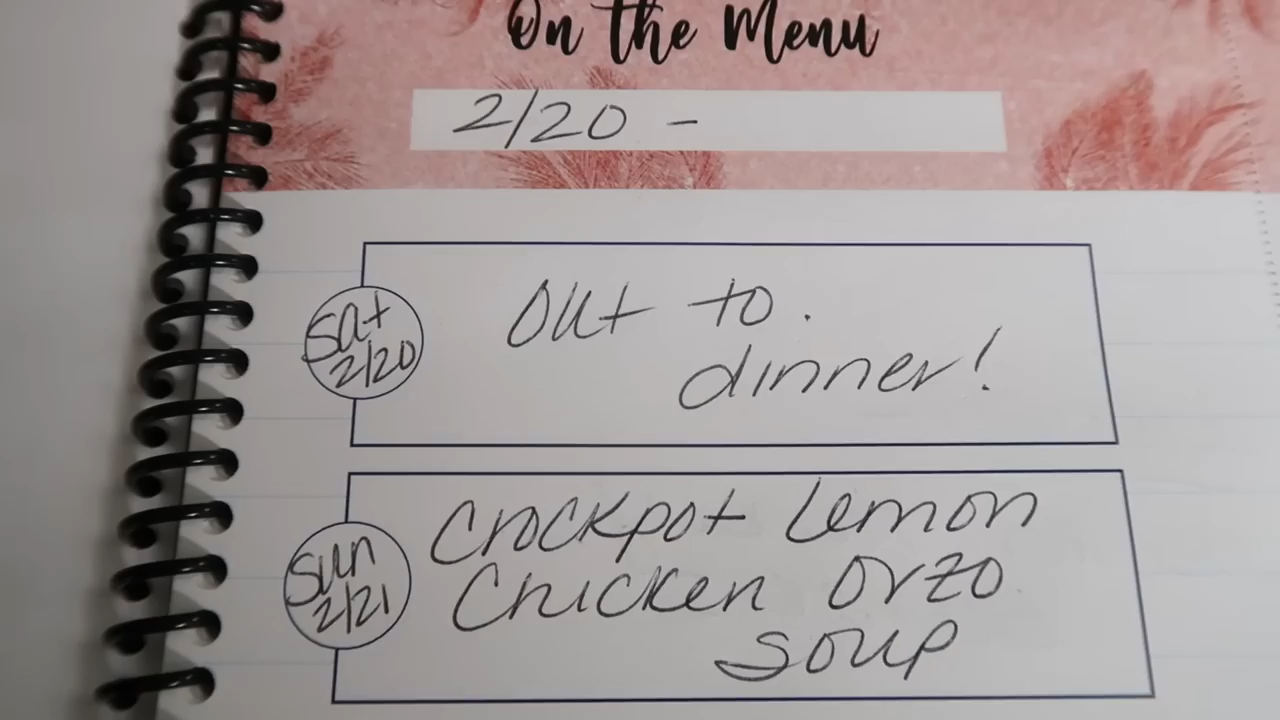 On the Menu
2/20 -
Sat
2/20
Out to.
dinner!
Sun
2/21
Crockpot Lemon
Chicken Orzo
Soup